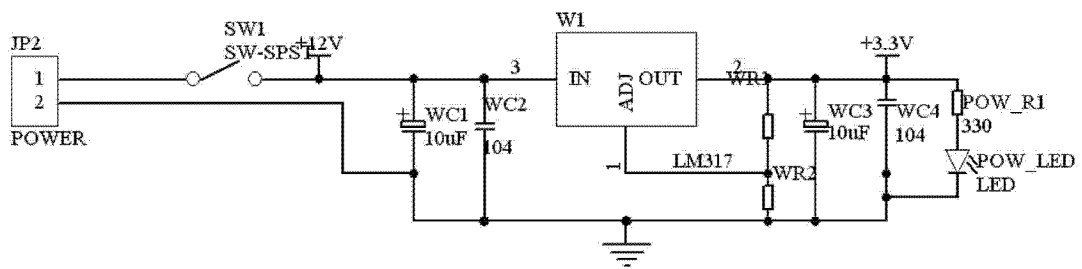 W1
SW1
JP2
SW-SPST
+12V
+3.3V
1
3
IN
ADJ
OUT
2
WR1
2
WC1
WC2
WC3
WC4
POW_R1
POWER
10uF
104
10uF
104
330
1
LM317
WR2
POW_LED
LED